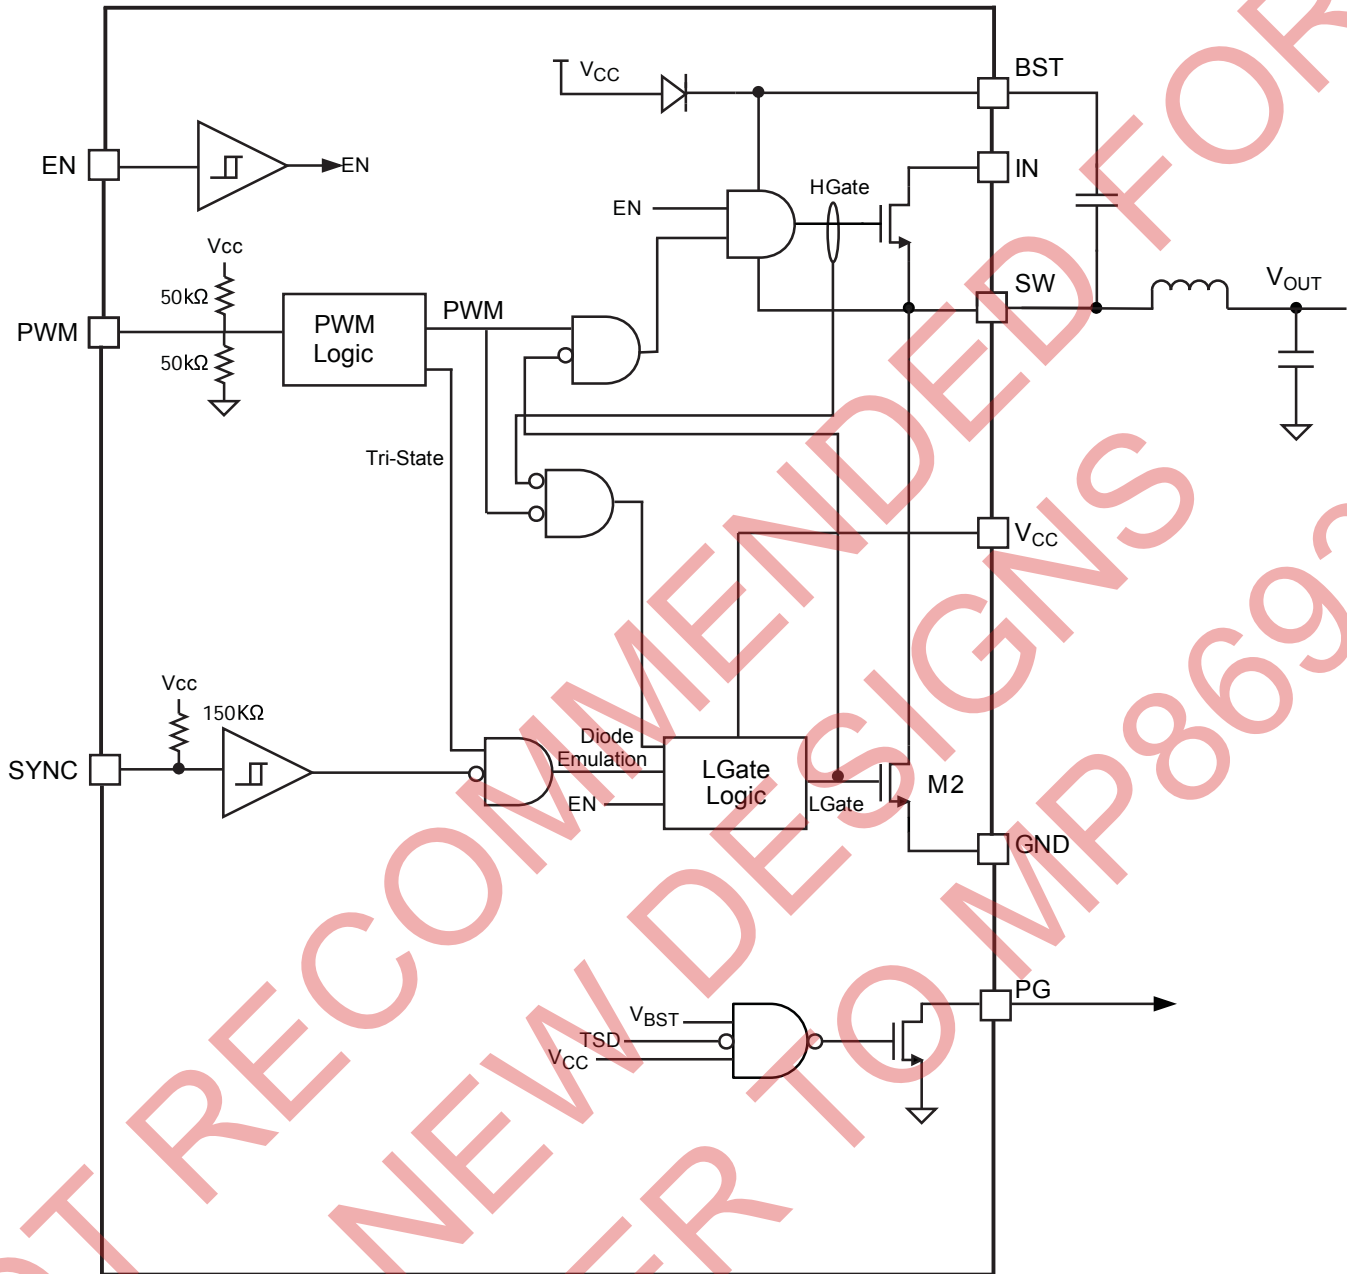 BST
VCC
IN
EN
EN
HGate
EN
Vcc
50kΩ
SW
VOUT
PWM
PWM
Logic
PWM
50kΩ
Tri-State
VCC
Vcc
150KΩ
SYNC
Diode
Emulation
EN
LGate
Logic
LGate
M2
GND
PG
VBST
TSD
VCC
RECOMMENDED FOR
NEW DESIGNS
TO MP869